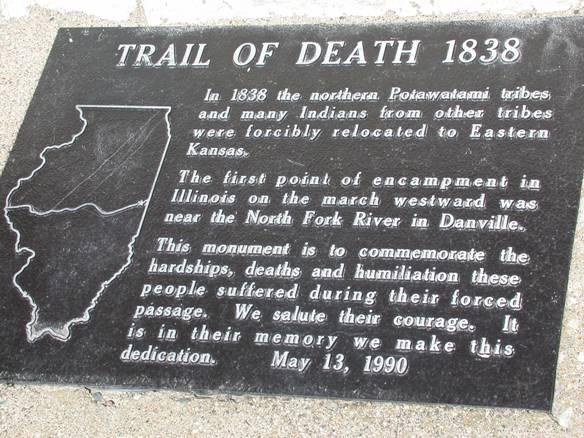 TRAIL OF DEATH 1838
In 1838 the northern Potawatami tribes
and many Indians from other tribes
were forcibly relocated to Eastern
Kansas.
The first point of encampment in
Illinois on the march westward was
near the North Fork River in Danville.
This monument is to commemorate the
hardships, deaths and humiliation these
people suffered during their forced
passage. We salute their courage. It
is in their memory we make this
dedication. May 13, 1990